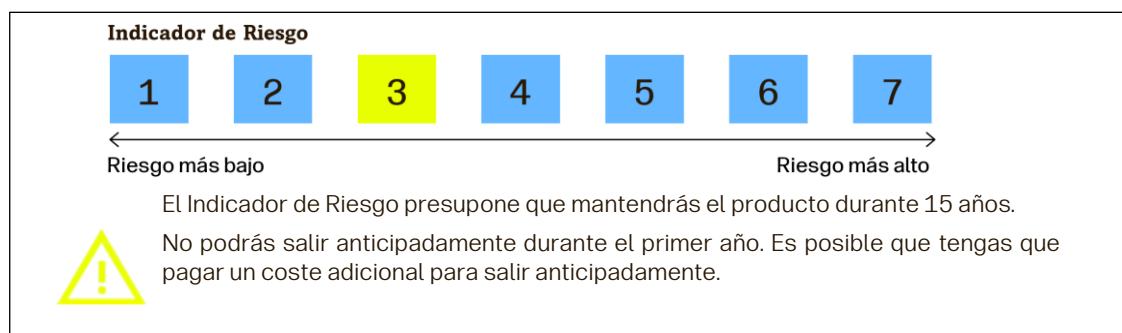 Indicador de Riesgo
1 2 3 4 5 6 7
Riesgo más bajo Riesgo más alto
El Indicador de Riesgo presupone que mantendrás el producto durante 15 años.
No podrás salir anticipadamente durante el primer año. Es posible que tengas que
pagar un coste adicional para salir anticipadamente.